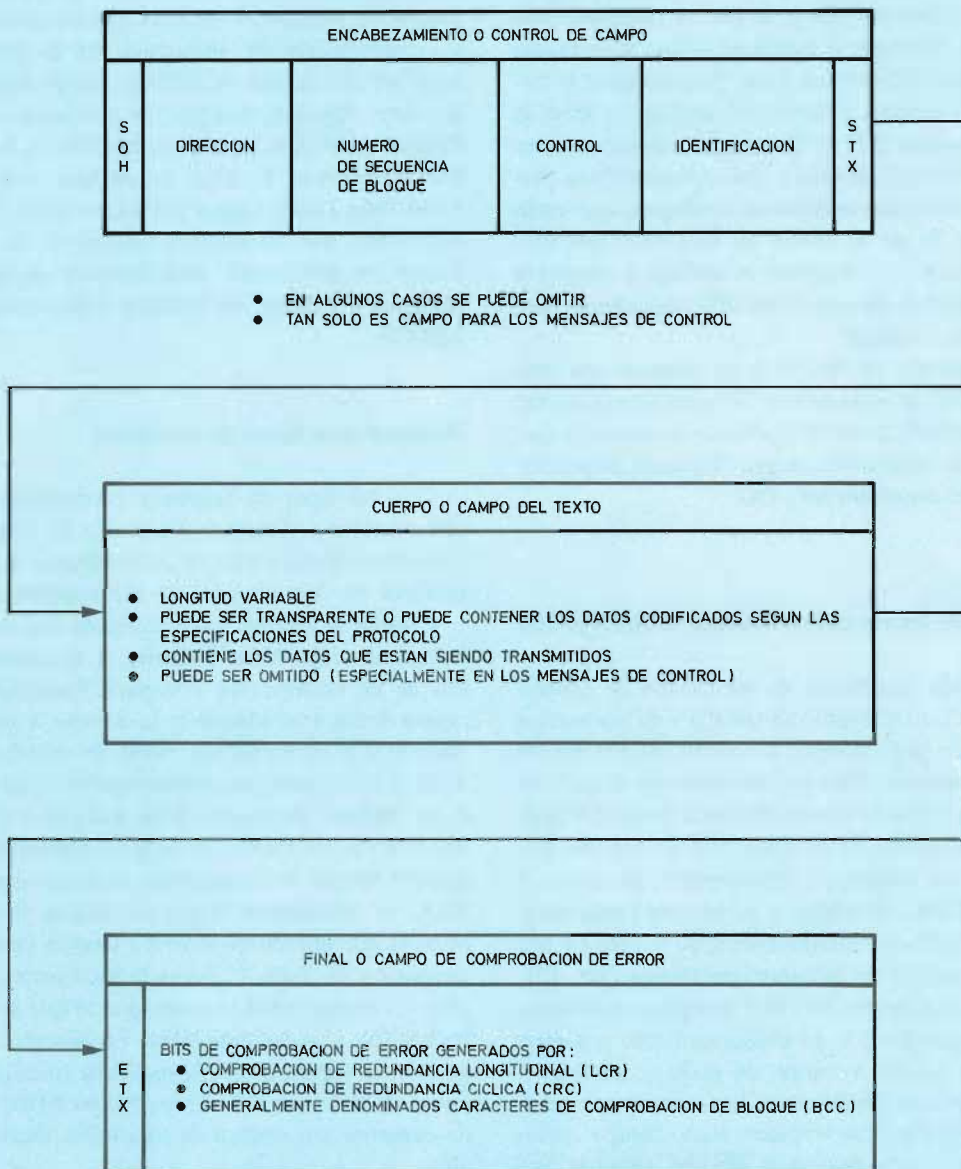 ENCABEZAMIENTO O CONTROL DE CAMPO
SOH
DIRECCION
NUMERO
DE SECUENCIA
DE BLOQUE
CONTROL
IDENTIFICACION
STX
● EN ALGUNOS CASOS SE PUEDE OMITIR
● TAN SOLO ES CAMPO PARA LOS MENSAJES DE CONTROL
CUERPO O CAMPO DEL TEXTO
● LONGITUD VARIABLE
● PUEDE SER TRANSPARENTE O PUEDE CONTENER LOS DATOS CODIFICADOS SEGUN LAS
ESPECIFICACIONES DEL PROTOCOLO
● CONTIENE LOS DATOS QUE ESTAN SIENDO TRANSMITIDOS
● PUEDE SER OMITIDO (ESPECIALMENTE EN LOS MENSAJES DE CONTROL)
FINAL O CAMPO DE COMPROBACION DE ERROR
ETX
BITS DE COMPROBACION DE ERROR GENERADOS POR:
● COMPROBACION DE REDUNDANCIA LONGITUDINAL (LCR)
● COMPROBACION DE REDUNDANCIA CICLICA (CRC)
● GENERALMENTE DENOMINADOS CARACTERES DE COMPROBACION DE BLOQUE (BCC)